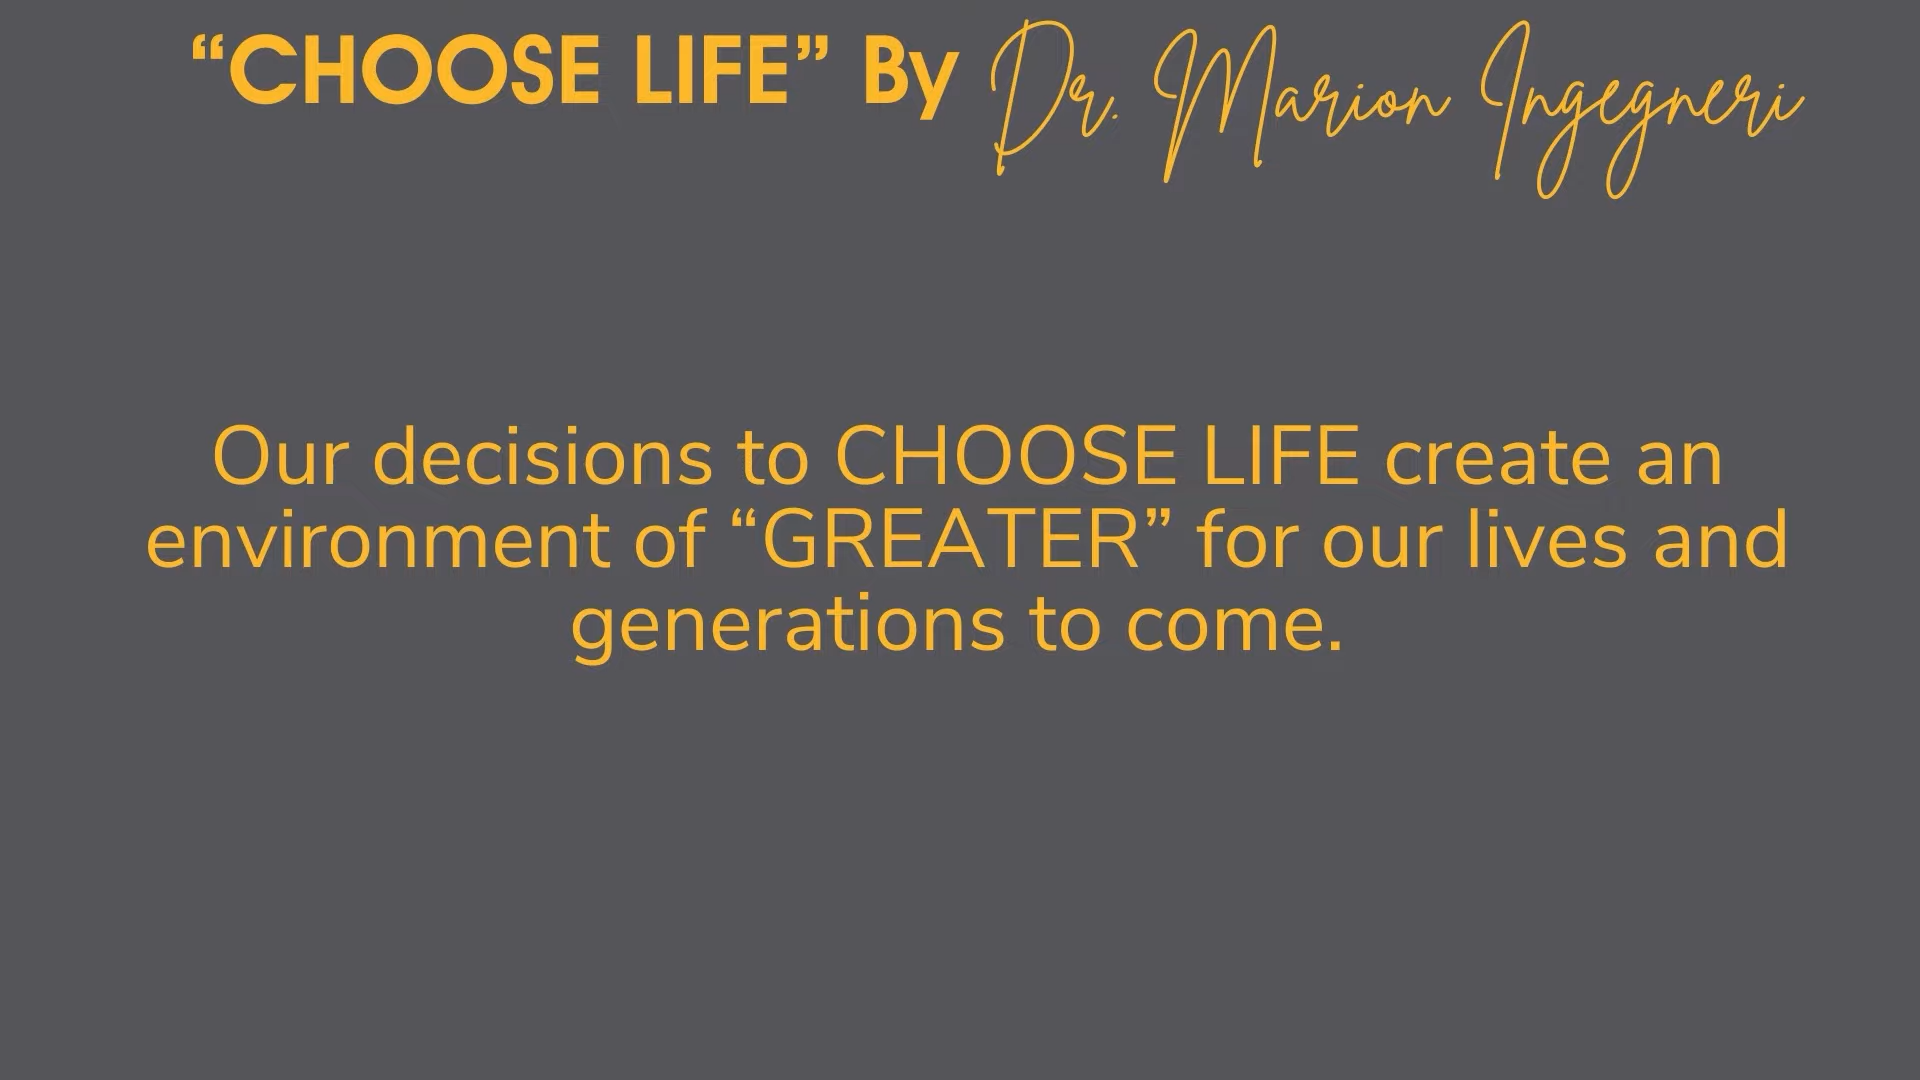 “CHOOSE LIFE” By Dr. Marion Ingegneri
Our decisions to CHOOSE LIFE create an
environment of “GREATER” for our lives and
generations to come.